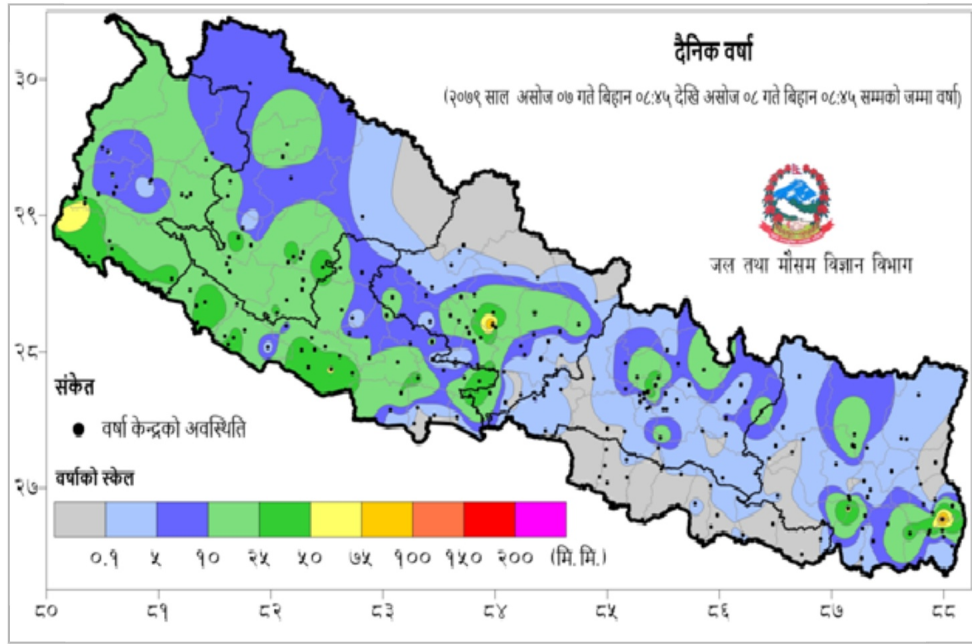 दैनिक वर्षा
(२०७९ साल असोज ०७ गते बिहान ०८:४५ देखि असोज ०८ गते बिहान ०८:४५ सम्मको जम्मा वर्षा)
जल तथा मौसम विज्ञान विभाग
३०
२९
२८
संकेत
वर्षा केन्द्रको अवस्थिति
वर्षाको स्केल
२७
०.१ ५ १० २५ ५० ७५ १०० १५० २०० (मि.मि.)
८० ८१ ८२ ८३ ८४ ८५ ८६ ८७ ८८